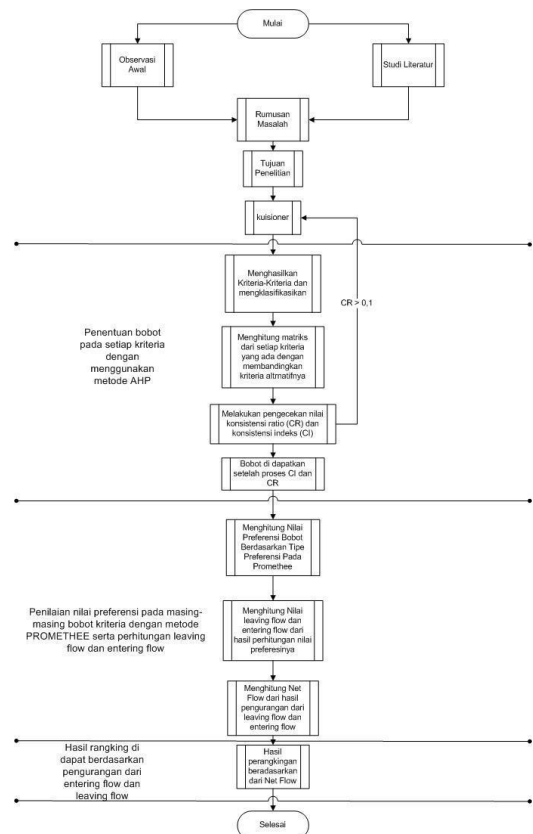 Mulai
Observasi
Awal
Studi Literatur
Rumusan
Masalah
Tujuan
Penelitian
kuisioner
Menghasilkan
Kriteria-Kriteria dan
mengklasifikasikan
CR > 0,1
Penentuan bobot
pada setiap kriteria
dengan
menggunakan
metode AHP
Menghitung matriks
dari setiap kriteria
yang ada dengan
membandingkan
kriteria altrnatifnya
Melakukan pengecekan nilai
konsistensi ratio (CR) dan
konsistensi indeks (CI)
Bobot di dapatkan
setelah proses CI dan
CR
Menghitung Nilai
Preferensi Bobot
Berdasarkan Tipe
Preferensi Pada
Promethee
Penilaian nilai preferensi pada masing-
masing bobot kriteria dengan metode
PROMETHEE serta perhitungan leaving
flow dan entering flow
Menghitung Nilai
leaving flow dan
entering flow dari
hasil perhitungan nilai
preferesinya
Menghitung Net
Flow dari hasil
pengurangan dari
leaving flow dan
entering flow
Hasil rangking di
dapat berdasarkan
pengurangan dari
entering flow dan
leaving flow
Hasil
perangkingan
beradasarkan
dari Net Flow
Selesai